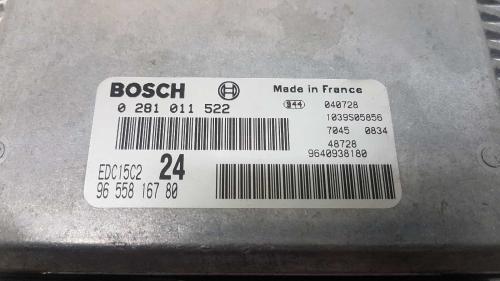 BOSCH
0 281 011 522
EDC15C2 24
96 558 167 80
Made in France
944 040728
1039S05856
7045 0834
48728
9640938180